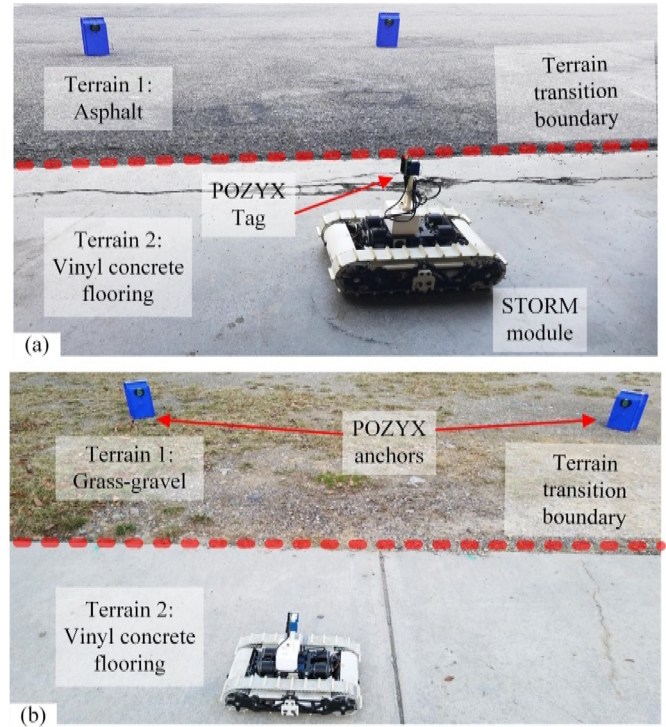 Terrain 1:
Asphalt
Terrain
transition
boundary
POZYX
Tag
Terrain 2:
Vinyl concrete
flooring
STORM
module
(a)
POZYX
anchors
Terrain 1:
Grass-gravel
Terrain
transition
boundary
Terrain 2:
Vinyl concrete
flooring
(b)